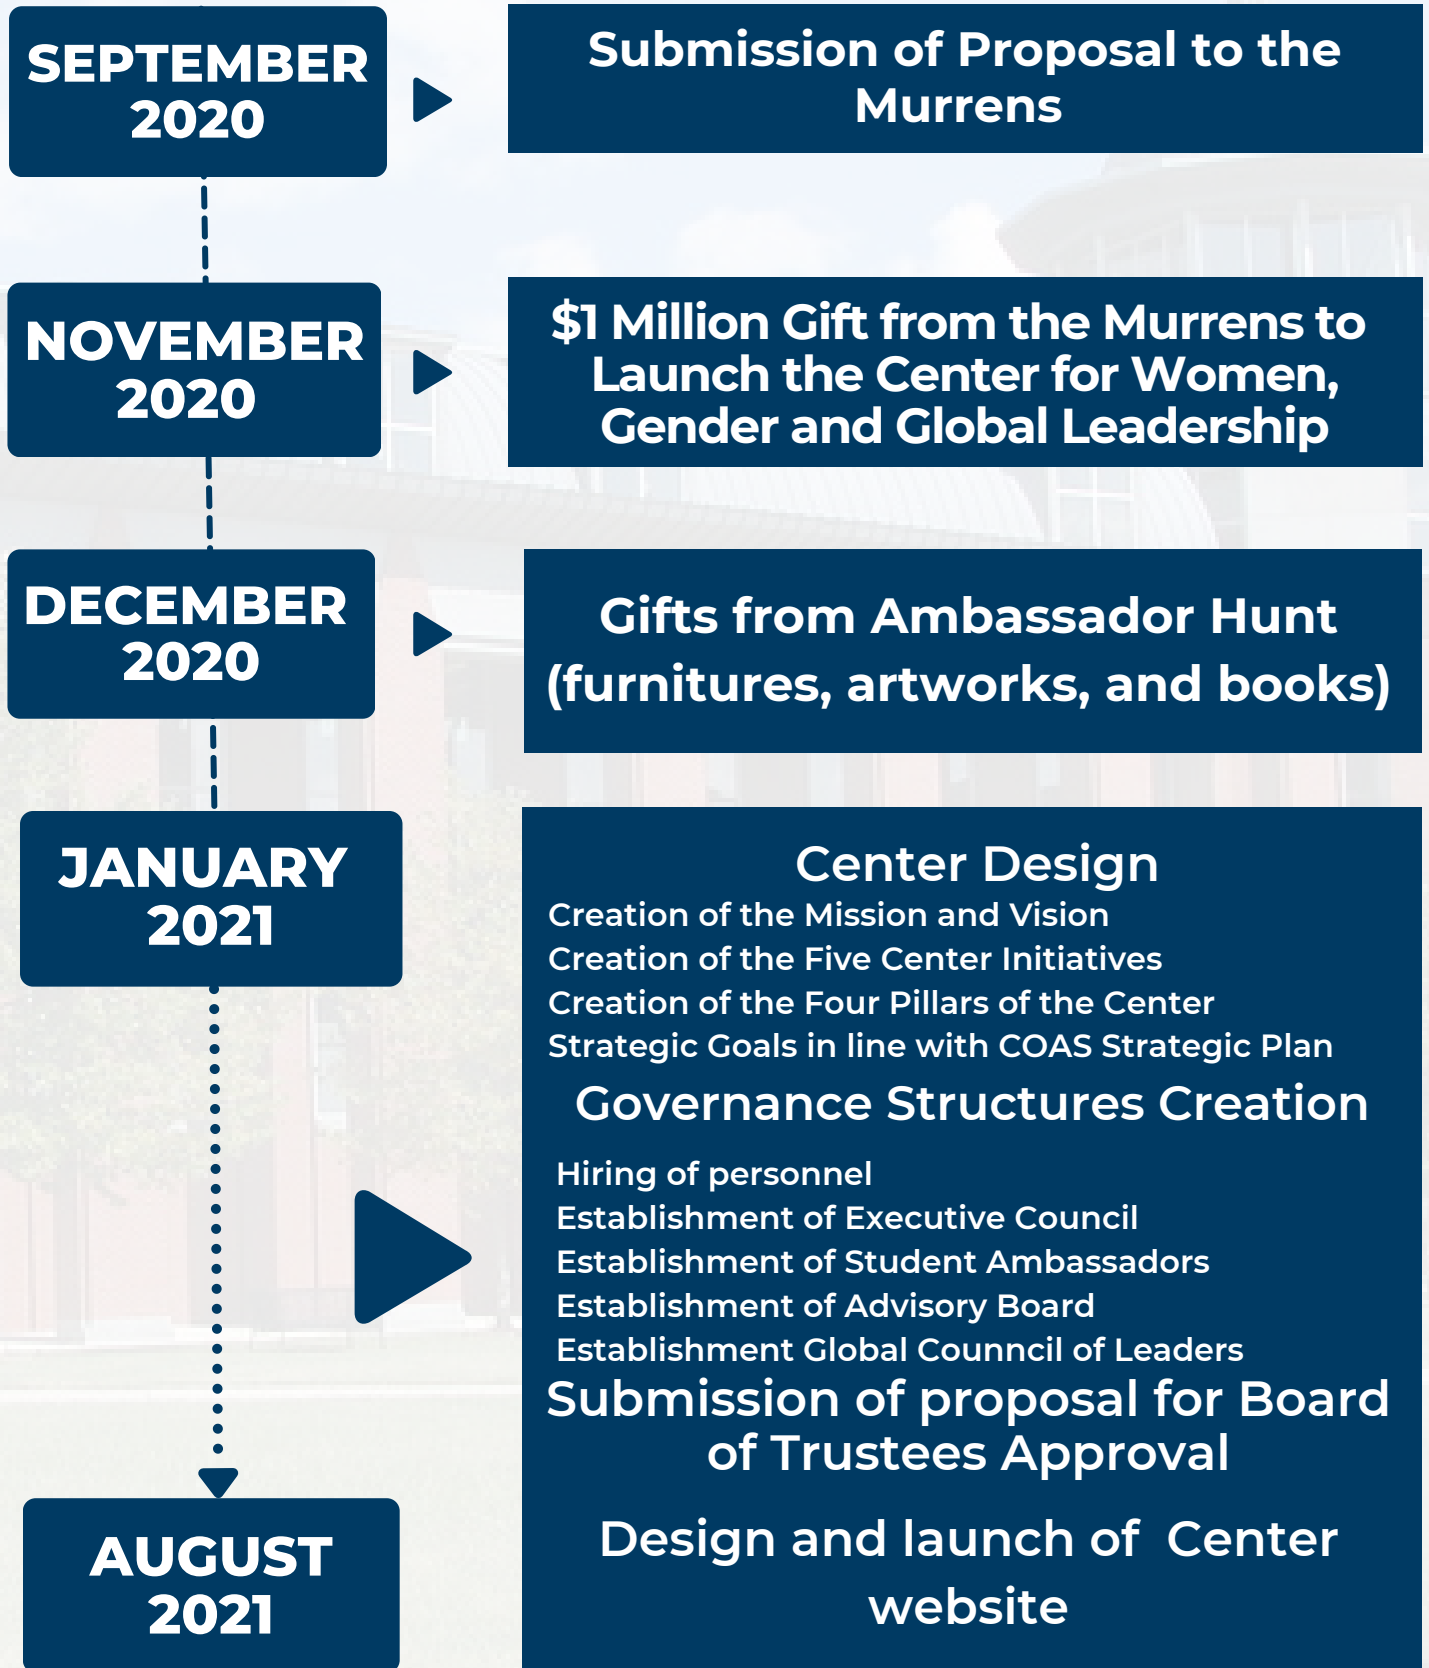 SEPTEMBER
2020
Submission of Proposal to the
Murrens
NOVEMBER
2020
$1 Million Gift from the Murrens to
Launch the Center for Women,
Gender and Global Leadership
DECEMBER
2020
Gifts from Ambassador Hunt
(furnitures, artworks, and books)
JANUARY
2021
Center Design
Creation of the Mission and Vision
Creation of the Five Center Initiatives
Creation of the Four Pillars of the Center
Strategic Goals in line with COAS Strategic Plan
Governance Structures Creation
Hiring of personnel
Establishment of Executive Council
Establishment of Student Ambassadors
Establishment of Advisory Board
Establishment Global Counncil of Leaders
Submission of proposal for Board
of Trustees Approval
Design and launch of  Center
website
AUGUST
2021